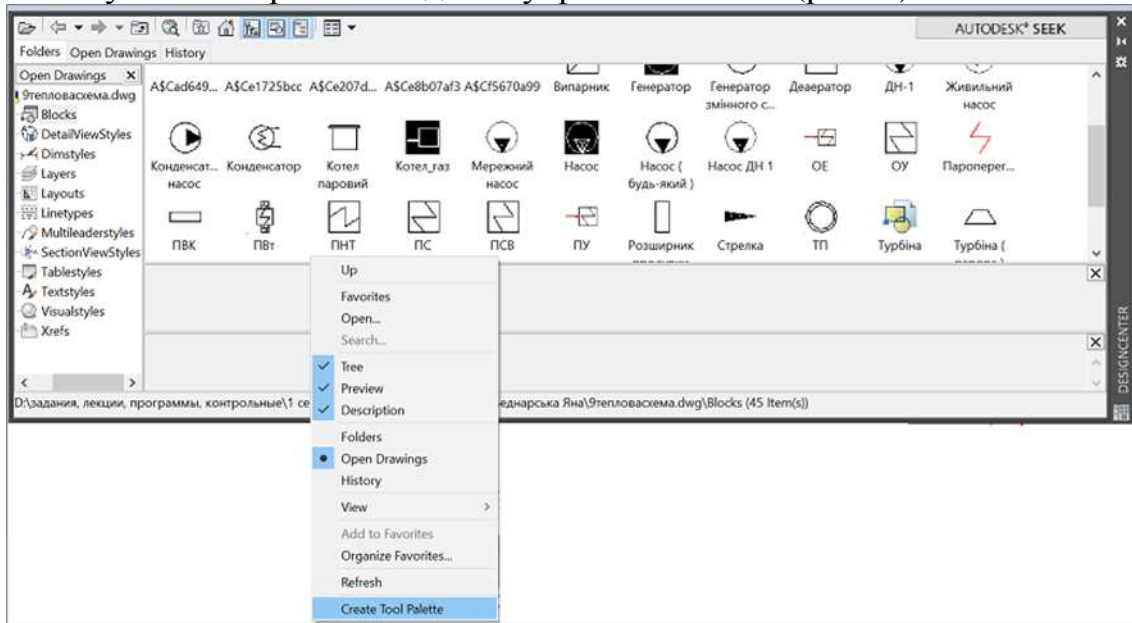 AUTODESK® SEEK
Folders Open Drawings History
Open Drawings
9тепловасхема.dwg
Blocks
DetailViewStyles
Dimstyles
Layers
Layouts
Linetypes
Multileaderstyles
SectionViewStyles
Tablestyles
Textstyles
Visualstyles
Xrefs
A$Cad649... A$Ce1725bcc A$Ce207d... A$Ce8b07af3 A$Cf5670a99 Випарник Генератор Генератор змінного с... Деаератор ДН-1 Живильний насос
Конденсат... насос Конденсатор Котел паровий Котел_газ Мережний насос Насос Насос ( будь-який ) Насос ДН 1 ОЕ ОУ Пароперег...
ПВК ПВт ПНТ ПС ПСВ ПУ Розширник Стрелка ТП Турбіна Турбіна (
Up
Favorites
Open...
Search...
Tree
Preview
Description
Folders
Open Drawings
History
View
Add to Favorites
Organize Favorites...
Refresh
Create Tool Palette
D:\задания, лекции, программы, контрольные\1 се
еднарська Яна\9тепловасхема.dwg\Blocks (45 Item(s))
DESIGNCENTER